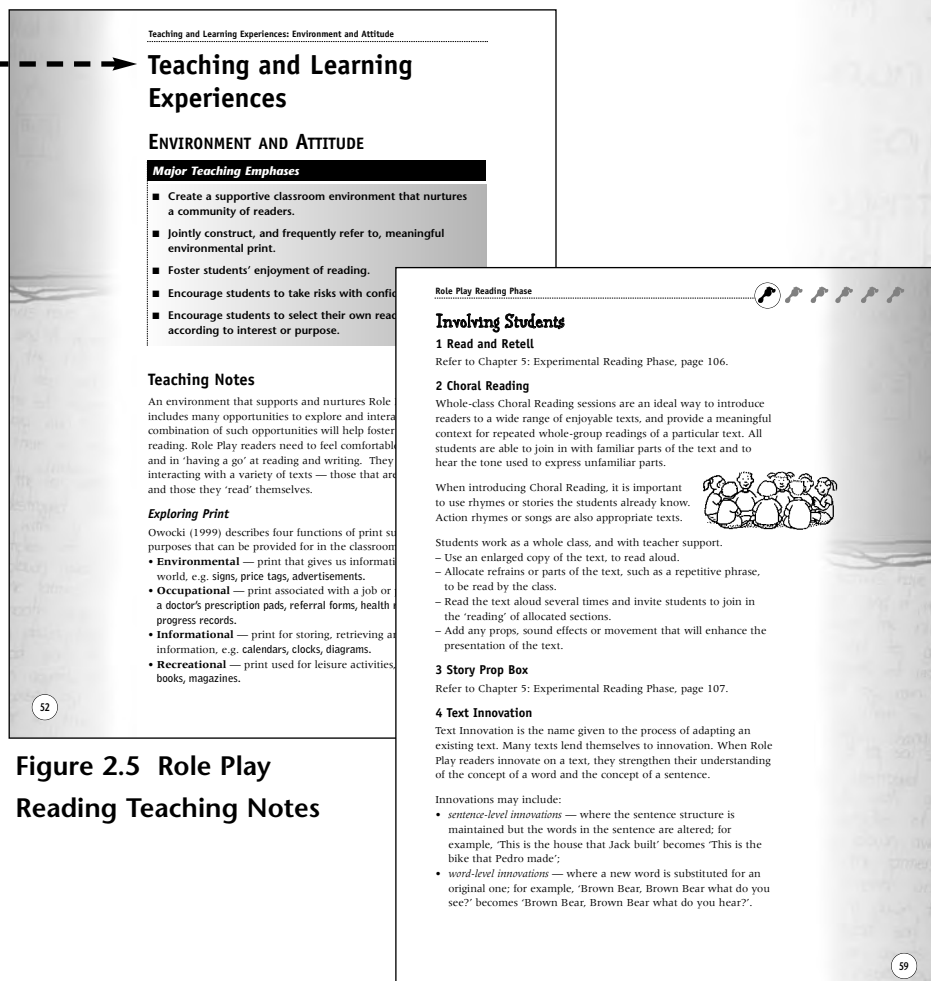 Teaching and Learning Experiences: Environment and Attitude
Teaching and Learning
Experiences
ENVIRONMENT AND ATTITUDE
Major Teaching Emphases
■ Create a supportive classroom environment that nurtures
a community of readers.
■ Jointly construct, and frequently refer to, meaningful
environmental print.
■ Foster students' enjoyment of reading.
■ Encourage students to take risks with
■ Encourage students to select their own
according to interest or purpose.
Teaching Notes
An environment that supports and nurtures Role
includes many opportunities to explore and
combination of such opportunities will help foster
reading. Role Play readers need to feel comfortable
and in 'having a go' at reading and writing. They
interacting with a variety of texts — those that are
and those they 'read' themselves.
Exploring Print
Owocki (1999) describes four functions of print
purposes that can be provided for in the classroom
• Environmental — print that gives us
world, e.g. signs, price tags, advertisements.
• Occupational — print associated with a job or
a doctor's prescription pads, referral forms, health
progress records.
• Informational — print for storing, retrieving
information, e.g. calendars, clocks, diagrams.
• Recreational — print used for leisure activities,
books, magazines.
52
Figure 2.5 Role Play
Reading Teaching Notes
Role Play Reading Phase
Involving Students
1 Read and Retell
Refer to Chapter 5: Experimental Reading Phase, page 106.
2 Choral Reading
Whole-class Choral Reading sessions are an ideal way to introduce
readers to a wide range of enjoyable texts, and provide a meaningful
context for repeated whole-group readings of a particular text. All
students are able to join in with familiar parts of the text and to
hear the tone used to express unfamiliar parts.
When introducing Choral Reading, it is important
to use rhymes or stories the students already know.
Action rhymes or songs are also appropriate texts.
Students work as a whole class, and with teacher support.
– Use an enlarged copy of the text, to read aloud.
– Allocate refrains or parts of the text, such as a repetitive phrase,
to be read by the class.
– Read the text aloud several times and invite students to join in
the 'reading' of allocated sections.
– Add any props, sound effects or movement that will enhance the
presentation of the text.
3 Story Prop Box
Refer to Chapter 5: Experimental Reading Phase, page 107.
4 Text Innovation
Text Innovation is the name given to the process of adapting an
existing text. Many texts lend themselves to innovation. When Role
Play readers innovate on a text, they strengthen their understanding
of the concept of a word and the concept of a sentence.
Innovations may include:
• sentence-level innovations — where the sentence structure is
maintained but the words in the sentence are altered; for
example, 'This is the house that Jack built' becomes 'This is the
bike that Pedro made';
• word-level innovations — where a new word is substituted for an
original one; for example, 'Brown Bear, Brown Bear what do you
see?' becomes 'Brown Bear, Brown Bear what do you hear?'.
59